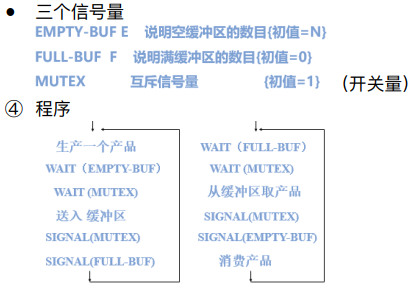 ● 三个信号量
EMPTY-BUF E 说明空缓冲区的数目{初值=N}
FULL-BUF F 说明满缓冲区的数目{初值=0}
MUTEX 互斥信号量 {初值=1} (开关量)
④ 程序
生产一个产品
WAIT（EMPTY-BUF）
WAIT (MUTEX)
送入 缓冲区
SIGNAL(MUTEX)
SIGNAL(FULL-BUF)
WAIT（FULL-BUF）
WAIT (MUTEX)
从缓冲区取产品
SIGNAL(MUTEX)
SIGNAL(EMPTY-BUF)
消费产品